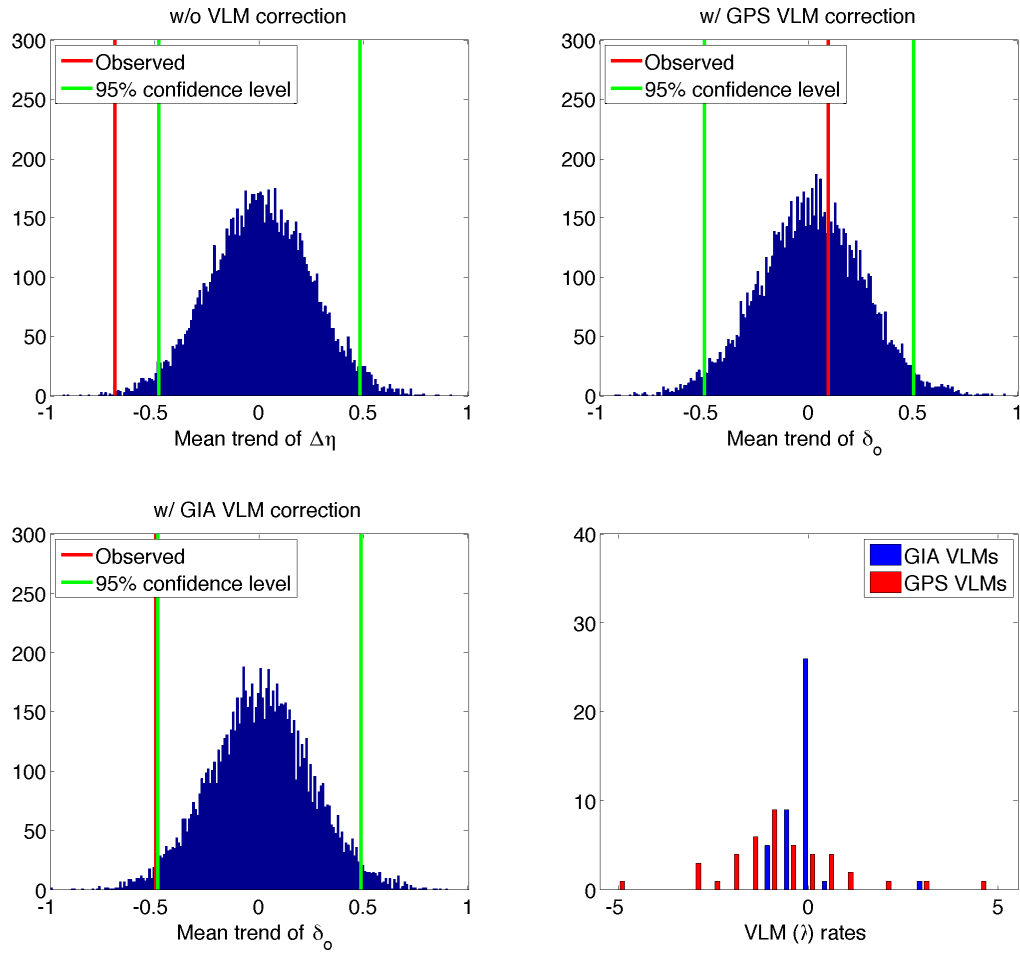 w/o VLM correction
300
250
200
150
100
50
0
-1
-0.5
0
0.5
1
Observed
95% confidence level
Mean trend of Δη
w/ GPS VLM correction
300
250
200
150
100
50
0
-1
-0.5
0
0.5
1
Observed
95% confidence level
Mean trend of δo
w/ GIA VLM correction
300
250
200
150
100
50
0
-1
-0.5
0
0.5
1
Observed
95% confidence level
Mean trend of δo
40
30
20
10
0
-5
0
5
GIA VLMs
GPS VLMs
VLM (λ) rates